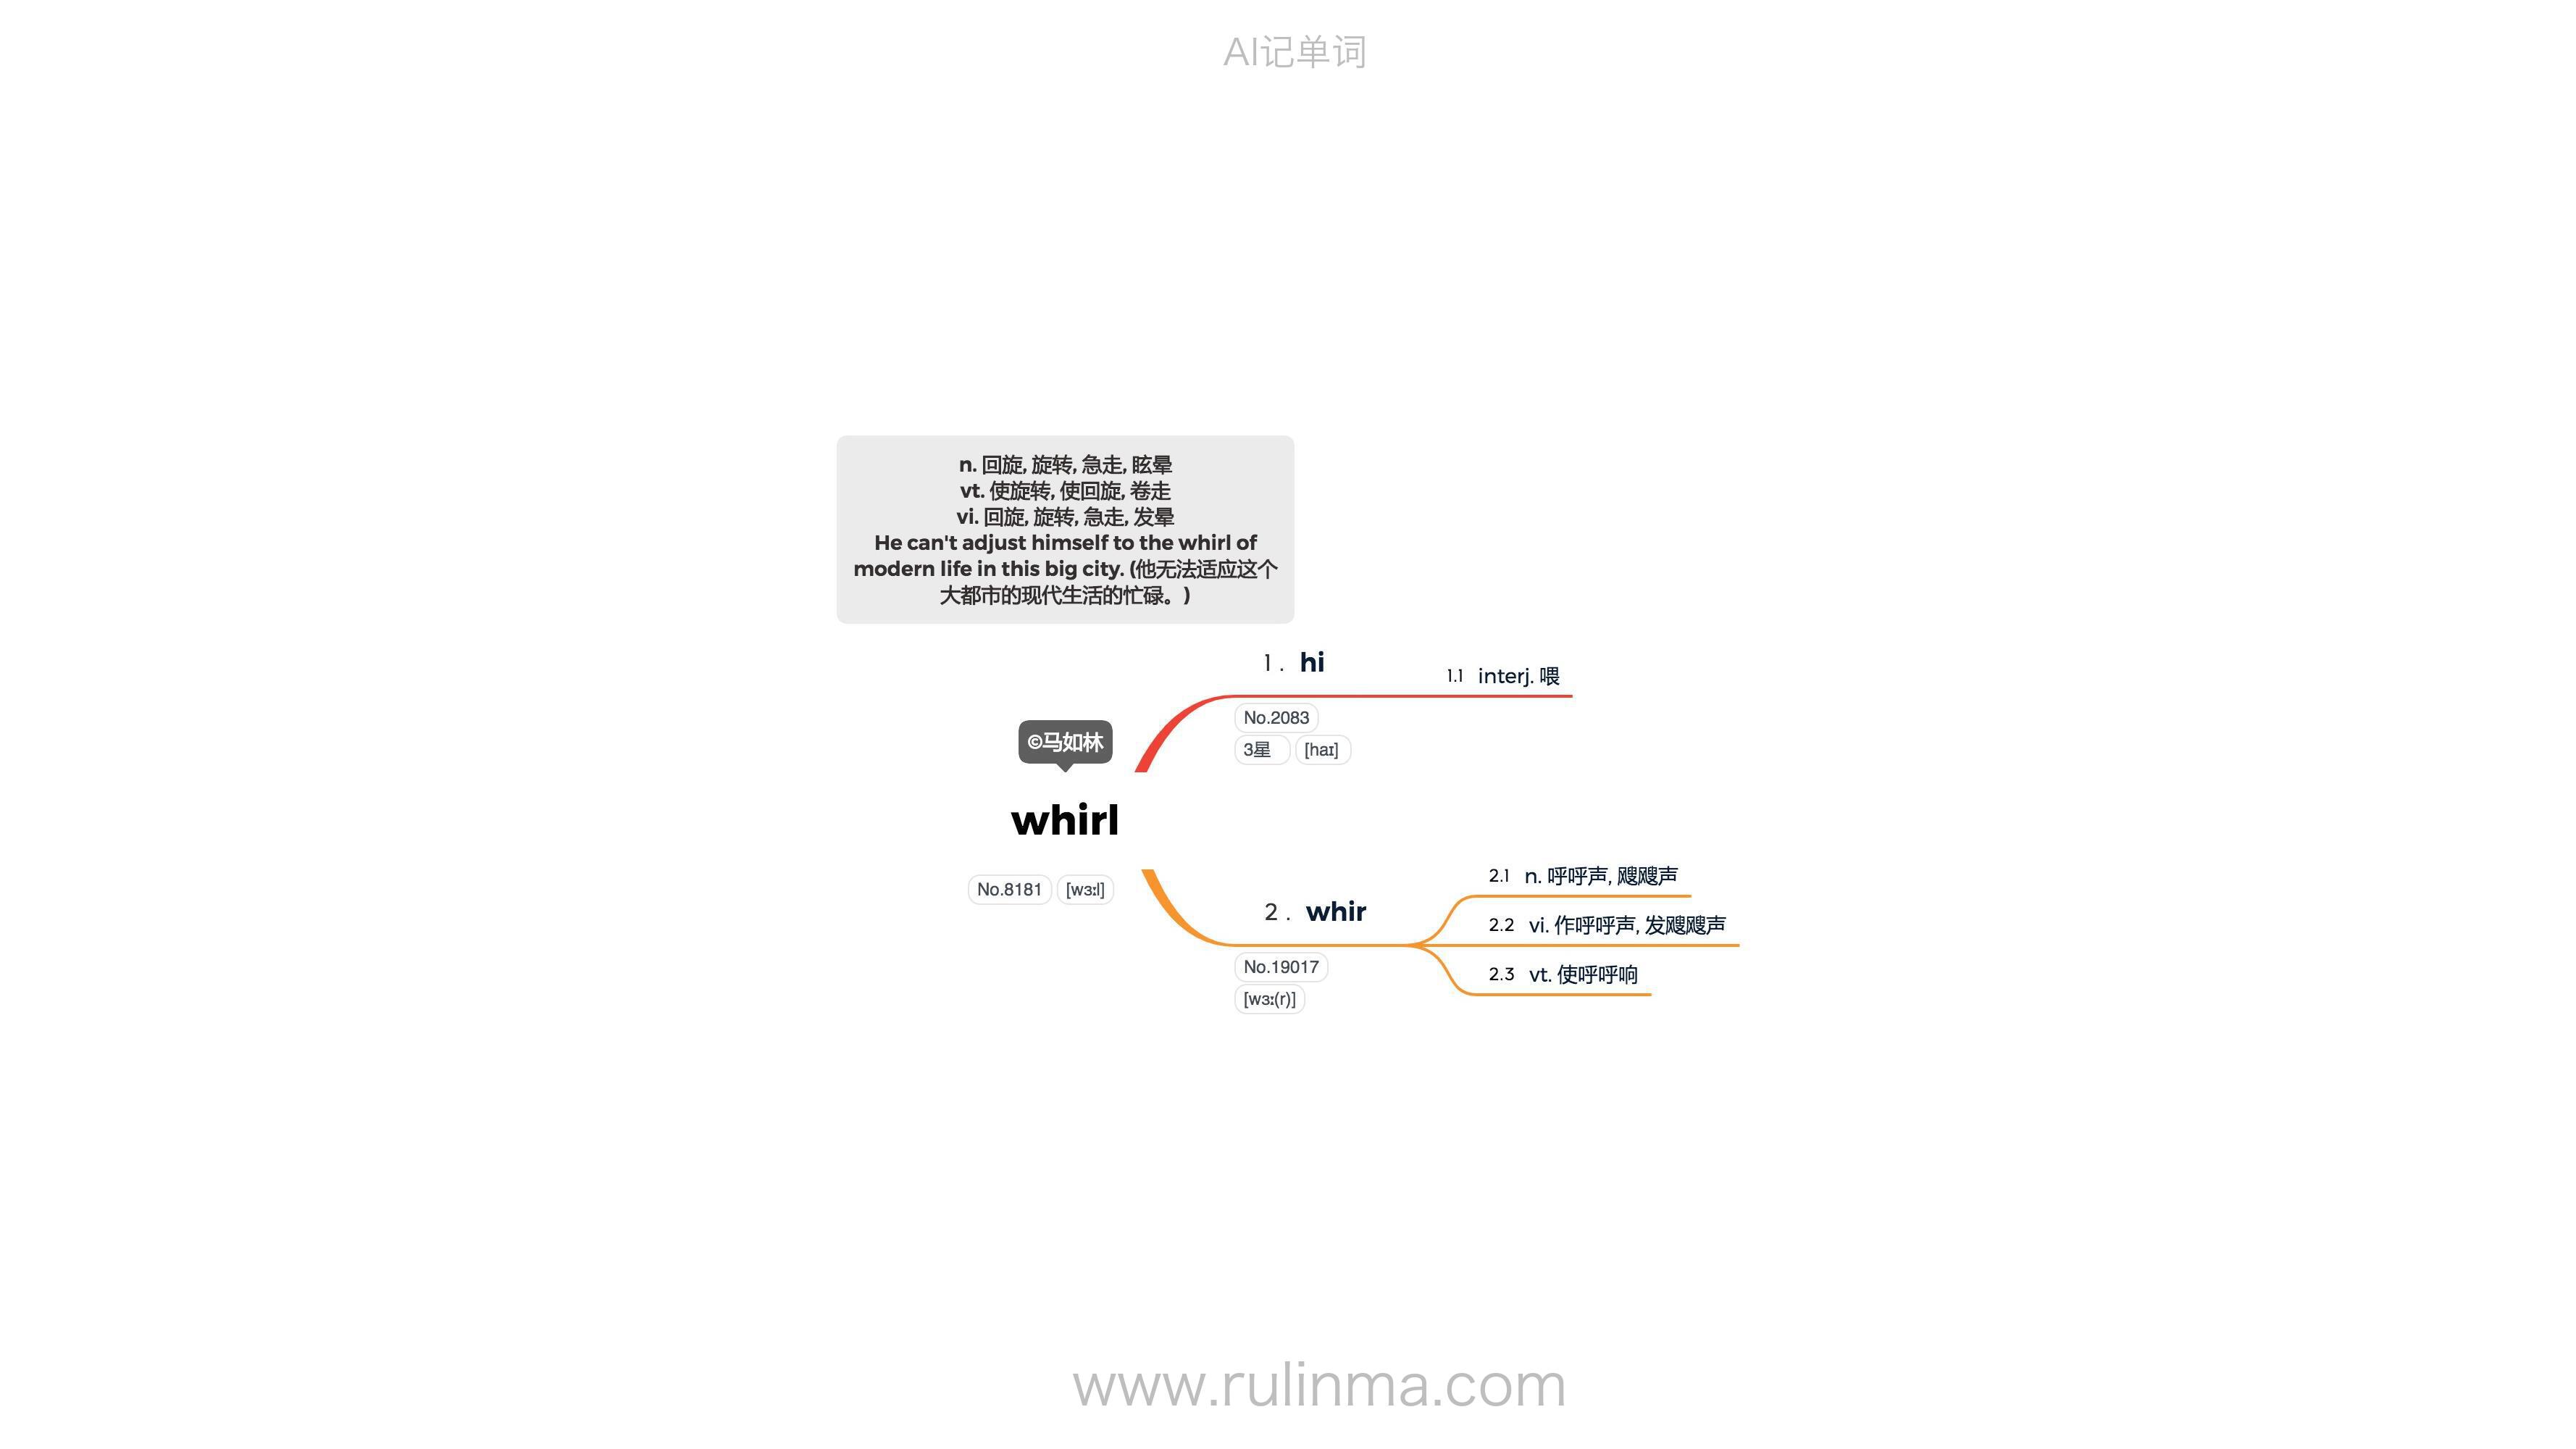 AI记单词
n. 回旋, 旋转, 急走, 眩晕
vt. 使旋转, 使回旋, 卷走
vi. 回旋, 旋转, 急走, 发晕
He can't adjust himself to the whirl of
modern life in this big city. (他无法适应这个
大都市的现代生活的忙碌。)
©马如林
whirl
No.8181 [wɜːl]
1. hi
No.2083
3星 [haɪ]
1.1 interj. 喂
2. whir
No.19017
[wɜː(r)]
2.1 n. 呼呼声, 飕飕声
2.2 vi. 作呼呼声, 发飕飕声
2.3 vt. 使呼呼响
www.rulinma.com